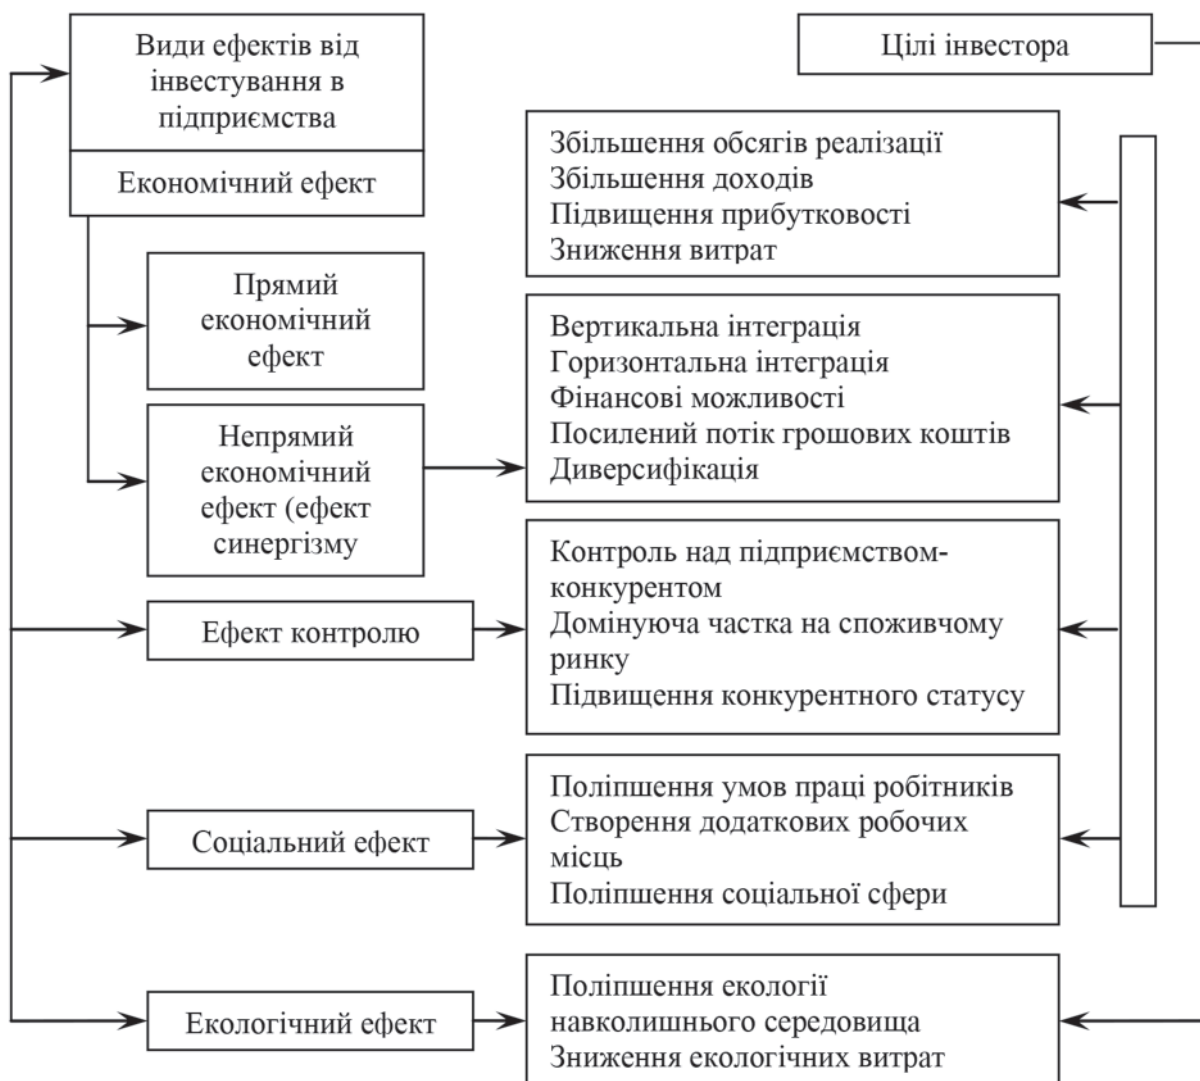 Види ефектів від
інвестування в
підприємства
Економічний ефект
Цілі інвестора
Збільшення обсягів реалізації
Збільшення доходів
Підвищення прибутковості
Зниження витрат
Прямий
економічний
ефект
Вертикальна інтеграція
Горизонтальна інтеграція
Фінансові можливості
Посилений потік грошових коштів
Диверсифікація
Непрямий
економічний
ефект (ефект
синергізму
Контроль над підприємством-
конкурентом
Домінуюча частка на споживчому
ринку
Підвищення конкурентного статусу
Ефект контролю
Поліпшення умов праці робітників
Створення додаткових робочих
місць
Поліпшення соціальної сфери
Соціальний ефект
Поліпшення екології
навколишнього середовища
Зниження екологічних витрат
Екологічний ефект